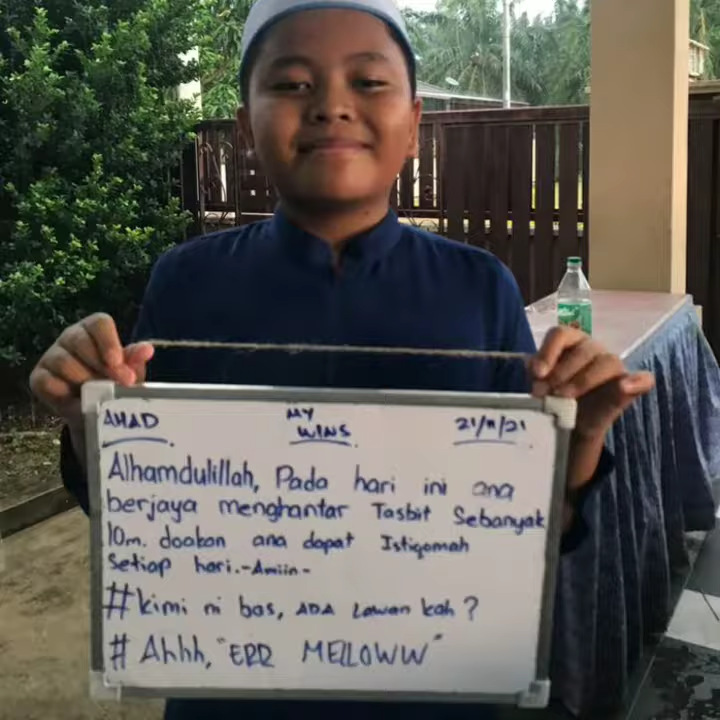 AHAD MY WINS 21/11/21
Alhamdulillah, Pada hari ini ana
berjaya menghantar Tasbit Sebanyak
10m. doakan ana dapat Istiqomah
Setiap hari.-Amiin-
#kimi ni bos, ADA Lawan kah?
# Ahhh, "ERR MELLOWW"